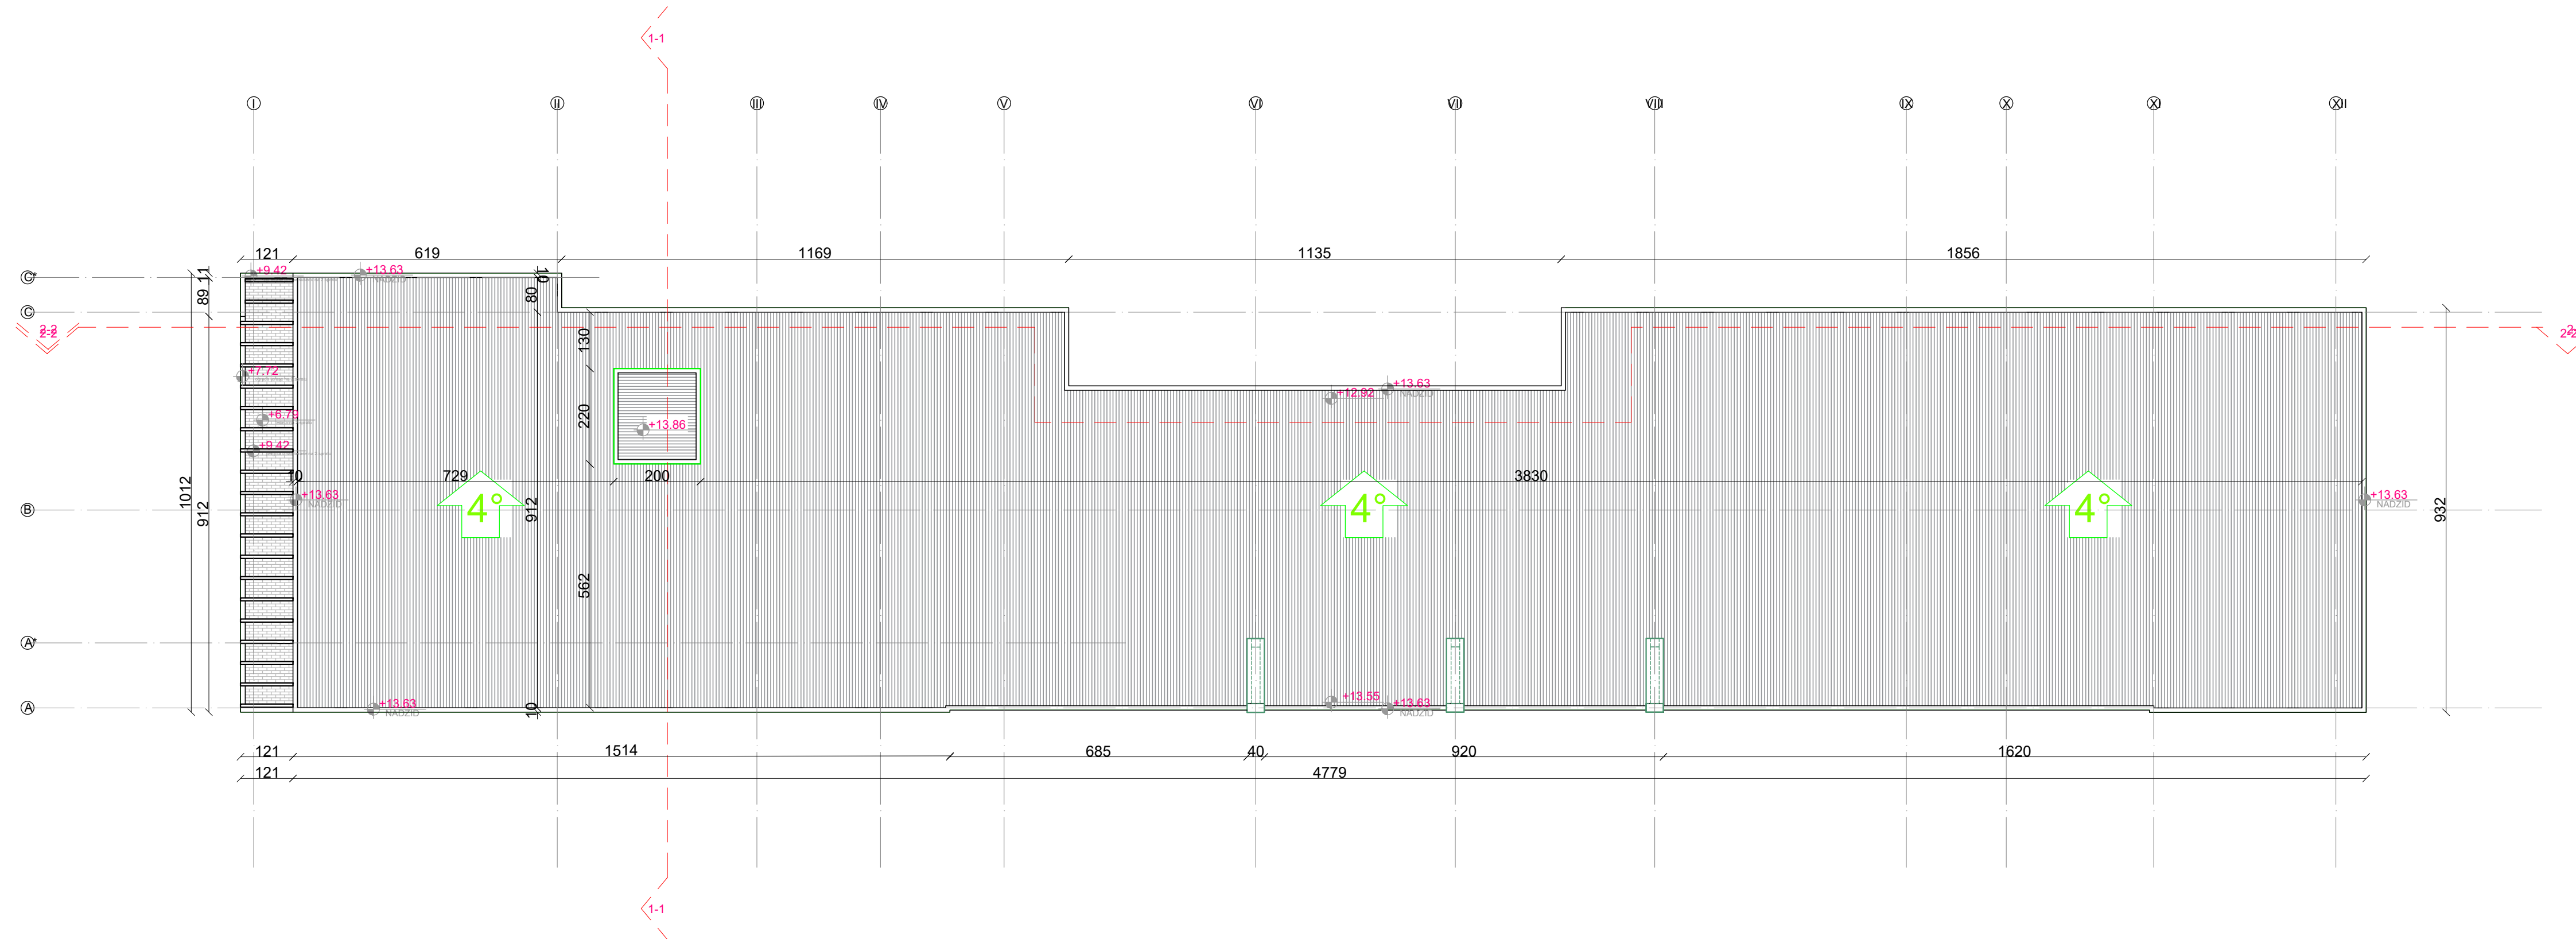 1-1
I II III IV V VI VII VIII IX X XI XII
121 619 1169 1135 1856
C* +9.42 +13.63 NADZID
11 10
89 80
C
2-2 2-2
130
+7.72
+13.63 NADZID
+12.92
+6.79
220
+13.86
+9.42
10 729 200 3830
1012 912 912 932
+13.63 NADZID
4° 4° 4°
+13.63 NADZID
B
562
A*
+13.55
+13.63 NADZID
+13.63 NADZID
A
10
121 1514 685 40 920 1620
121 4779
1-1